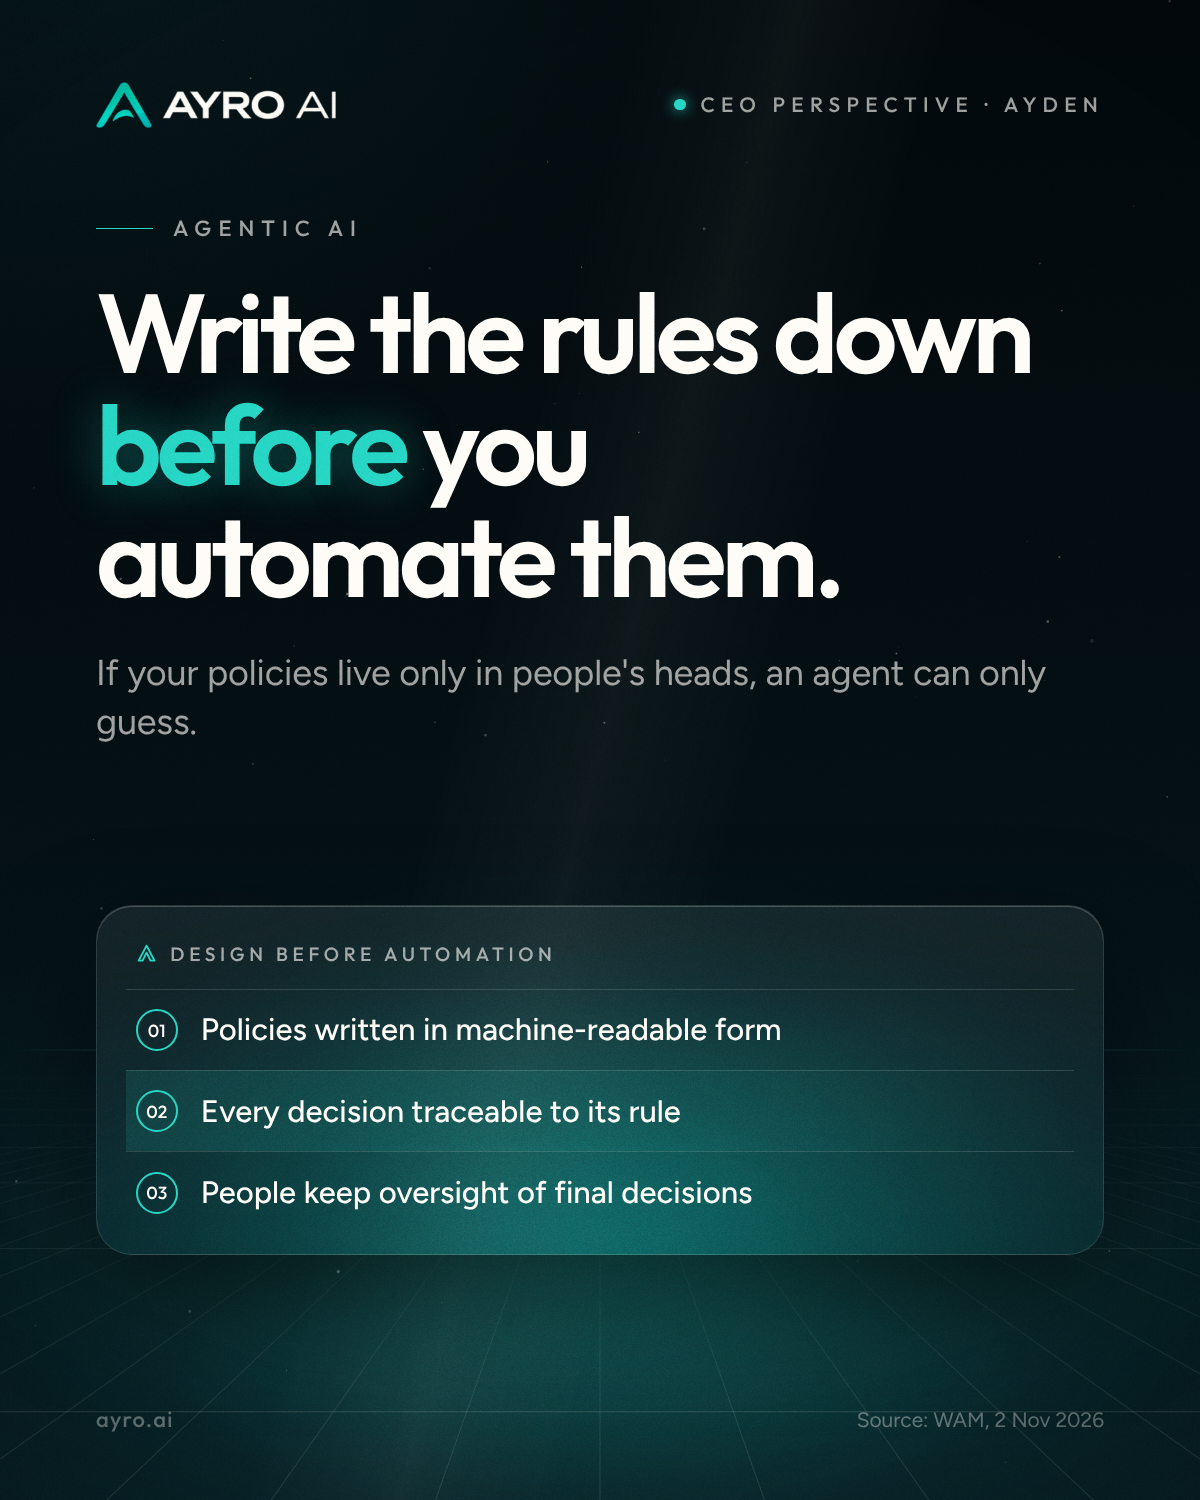 AYRO AI
CEO PERSPECTIVE · AYDEN
AGENTIC AI
Write the rules down
before you
automate them.
If your policies live only in people's heads, an agent can only
guess.
DESIGN BEFORE AUTOMATION
01 Policies written in machine-readable form
02 Every decision traceable to its rule
03 People keep oversight of final decisions
ayro.ai
Source: WAM, 2 Nov 2026